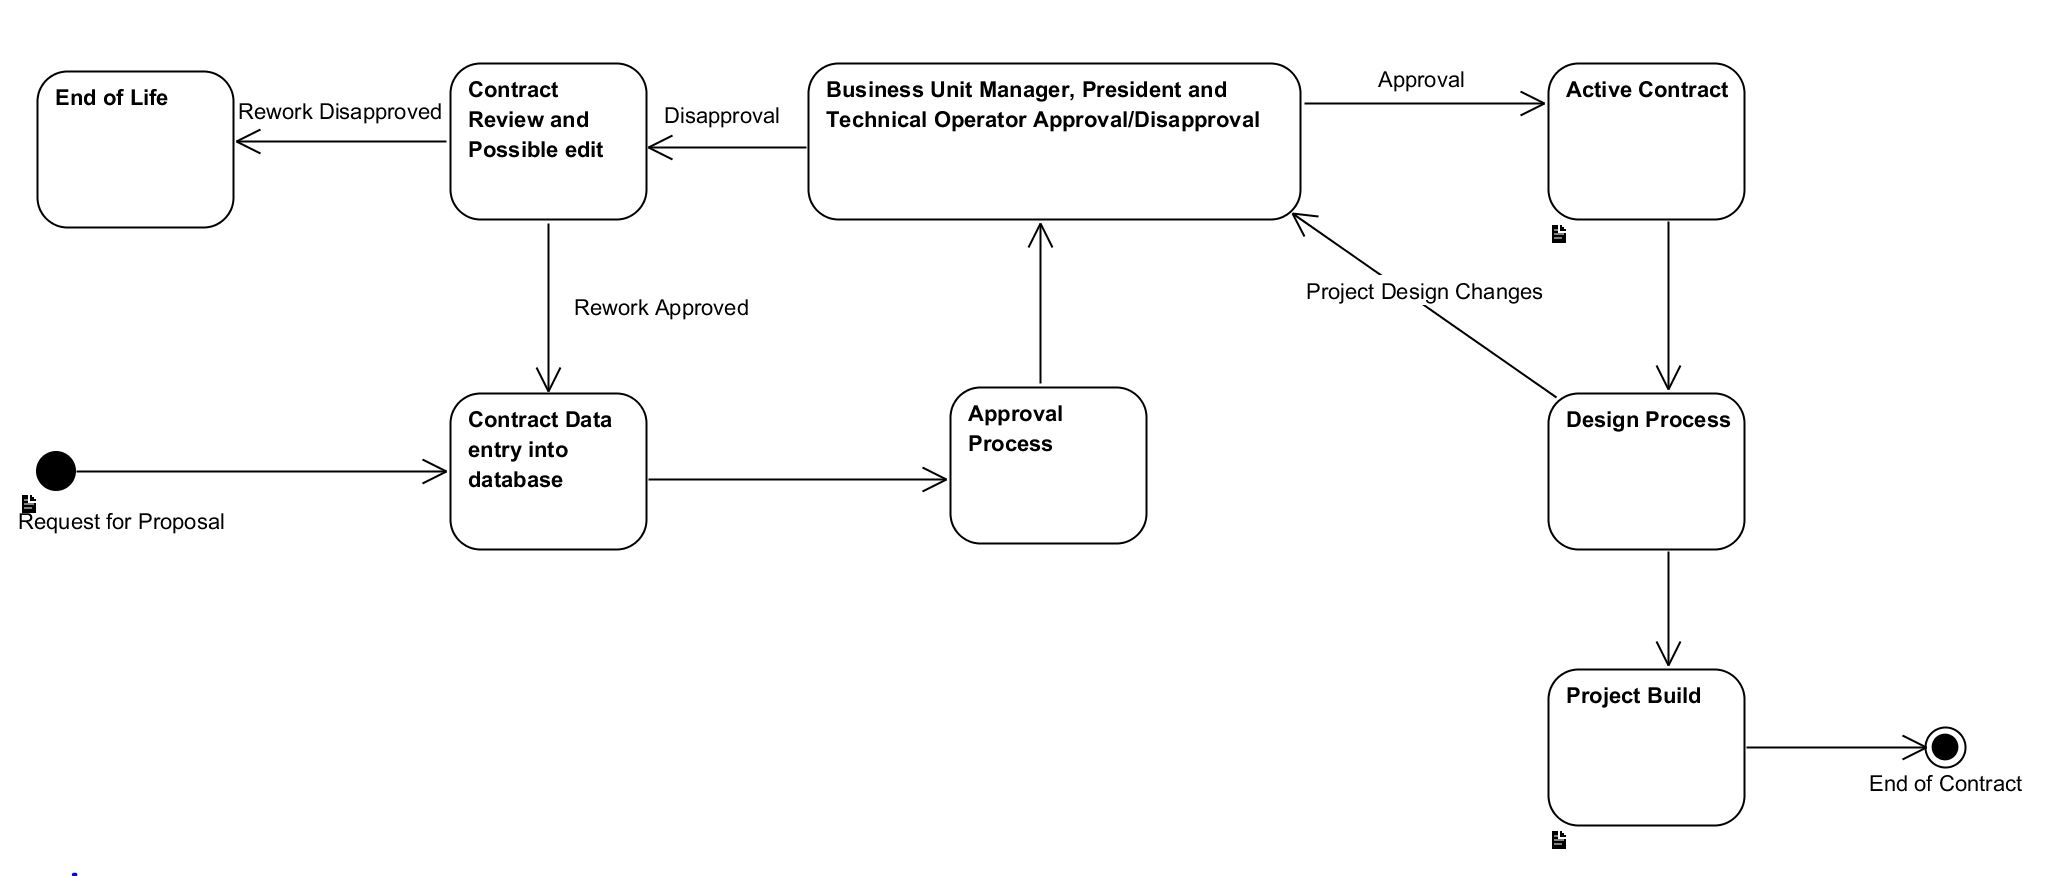 End of Life
Rework Disapproved
Contract
Review and
Possible edit
Disapproval
Business Unit Manager, President and
Technical Operator Approval/Disapproval
Approval
Active Contract
Rework Approved
Project Design Changes
Request for Proposal
Contract Data
entry into
database
Approval
Process
Design Process
Project Build
End of Contract